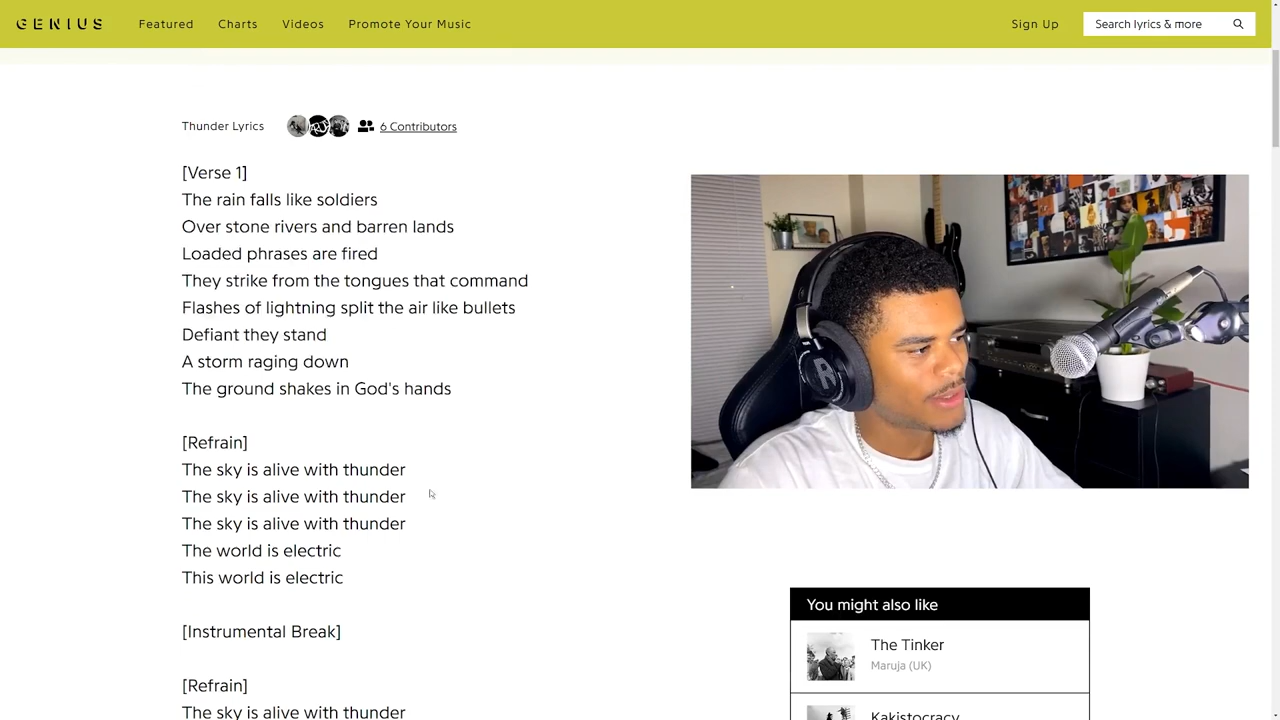 GENIUS
Featured
Charts
Videos
Promote Your Music
Sign Up
Search lyrics & more
Thunder Lyrics
6 Contributors
[Verse 1]
The rain falls like soldiers
Over stone rivers and barren lands
Loaded phrases are fired
They strike from the tongues that command
Flashes of lightning split the air like bullets
Defiant they stand
A storm raging down
The ground shakes in God's hands
[Refrain]
The sky is alive with thunder
The sky is alive with thunder
The sky is alive with thunder
The world is electric
This world is electric
[Instrumental Break]
[Refrain]
The sky is alive with thunder
You might also like
The Tinker
Maruja (UK)
Kakistocracy